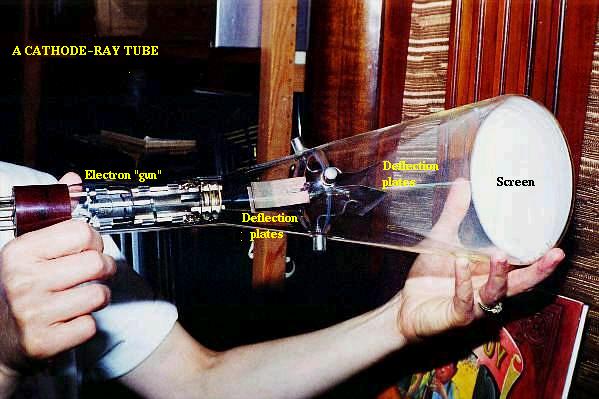 A CATHODE-RAY TUBE
Electron "gun"
Deflection
plates
Deflection
plates
Screen